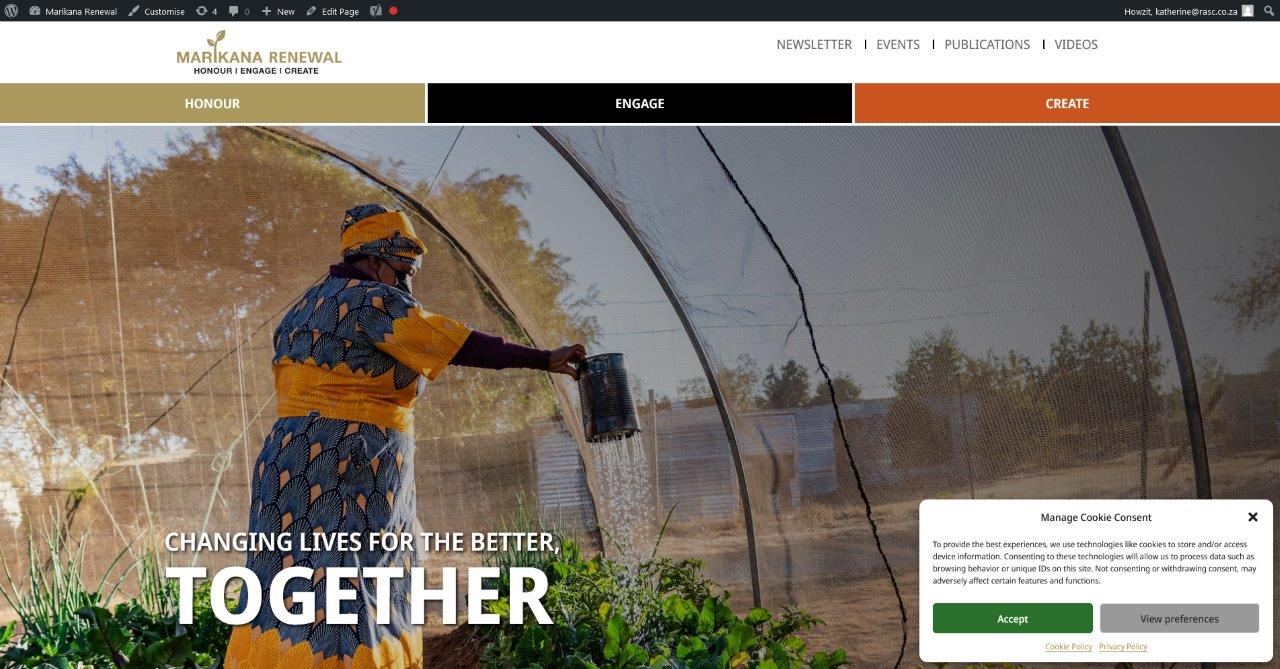 Marikana Renewal Customise 4 0 New Edit Page Howzit, katherine@rasc.co.za
MARIKANA RENEWAL
HONOUR | ENGAGE | CREATE
NEWSLETTER EVENTS PUBLICATIONS VIDEOS
HONOUR ENGAGE CREATE
CHANGING LIVES FOR THE BETTER,
TOGETHER
Manage Cookie Consent
To provide the best experiences, we use technologies like cookies to store and/or access
device information. Consenting to these technologies will allow us to process data such as
browsing behavior or unique IDs on this site. Not consenting or withdrawing consent, may
adversely affect certain features and functions.
Accept View preferences
Cookie Policy Privacy Policy